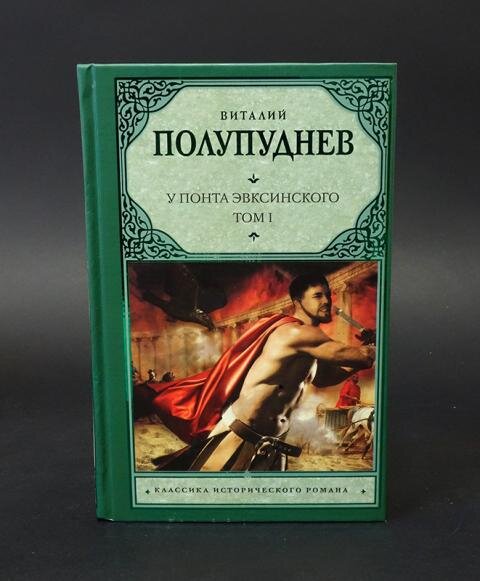 ВИТАЛИЙ
ПОЛУПУДНЕВ
У ПОНТА ЭВКСИНСКОГО
ТОМ I
КЛАССИКА ИСТОРИЧЕСКОГО РОМАНА